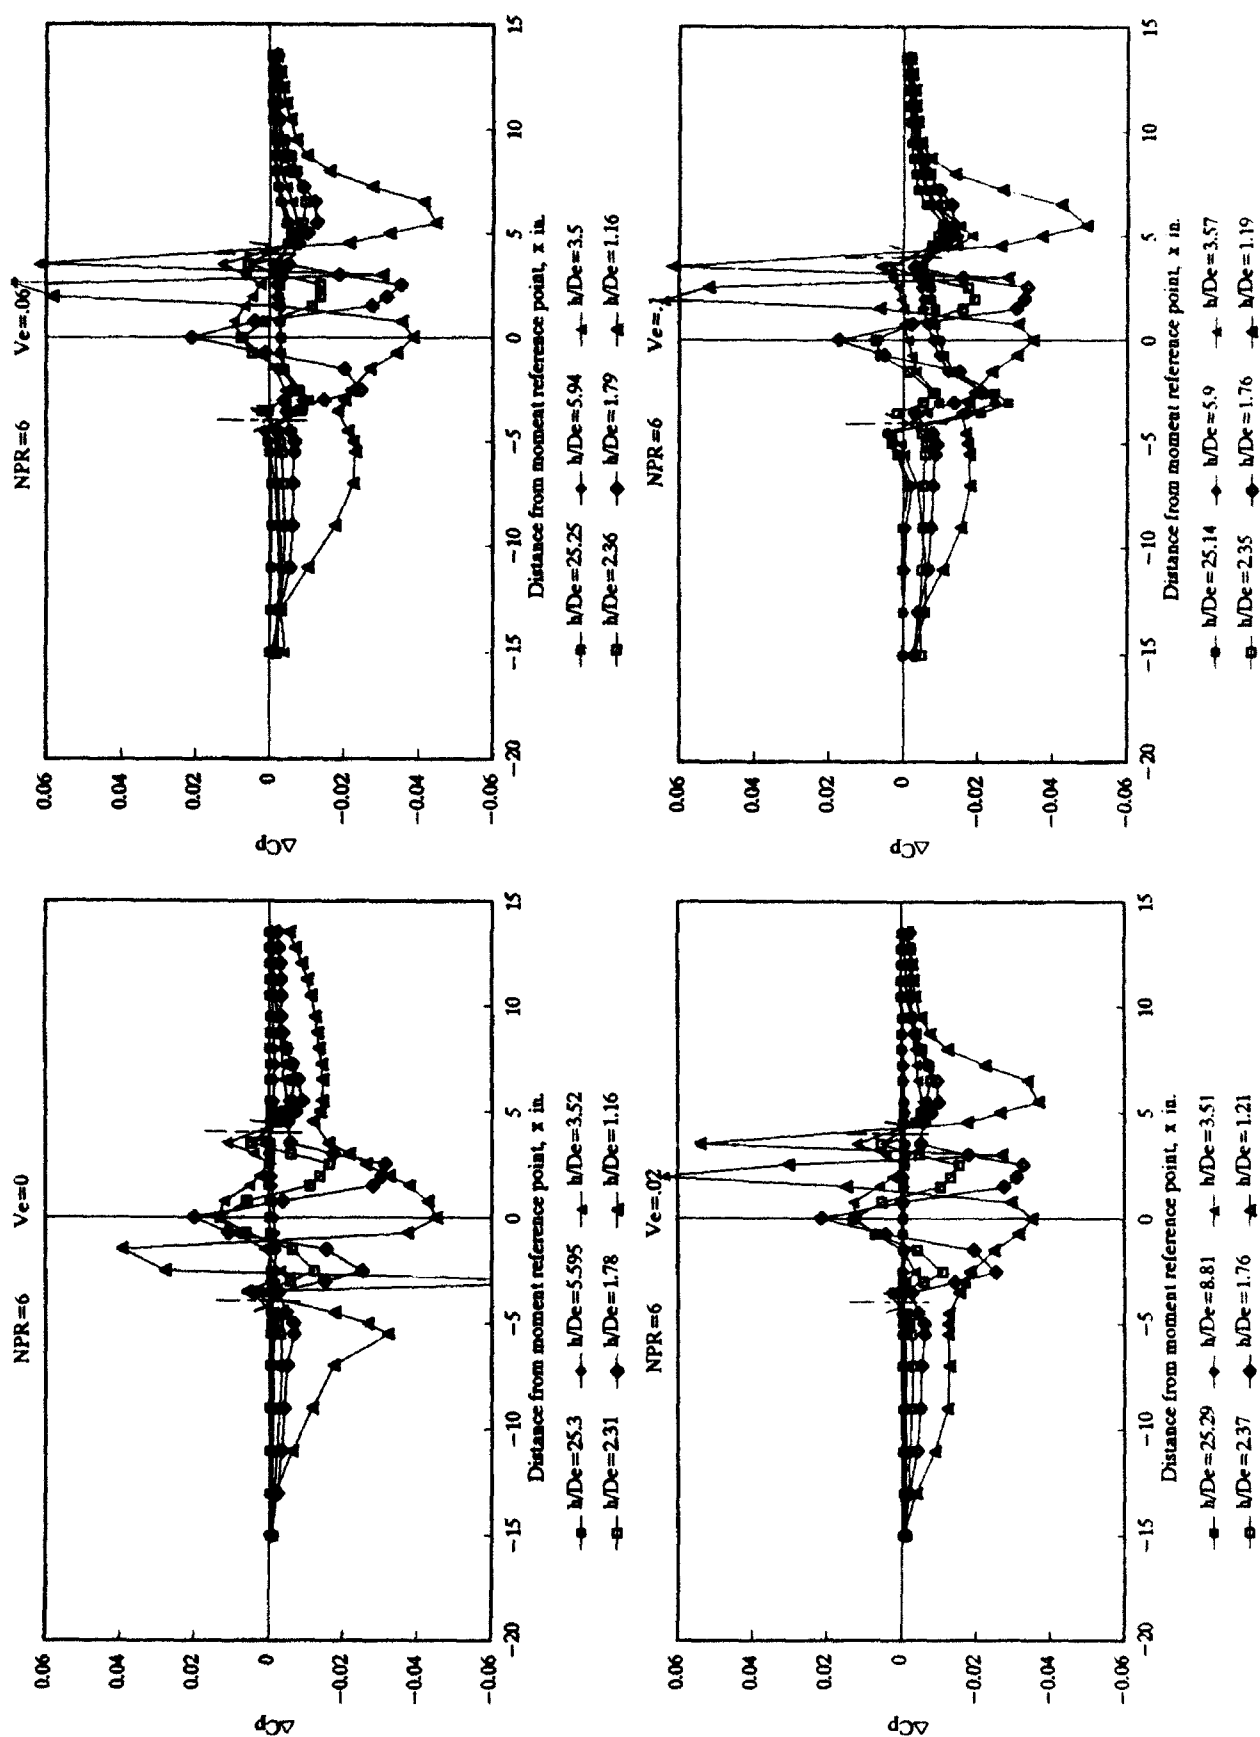 NPR=6 Ve=0
0.06
0.04
0.02
0
-0.02
-0.04
-0.06
ΔCp
-20 -15 -10 -5 0 5 10 15
Distance from moment reference point, x in.
h/De=25.3 h/De=5.595 h/De=3.52
h/De=2.31 h/De=1.78 h/De=1.16
NPR=6 Ve=.06
0.06
0.04
0.02
0
-0.02
-0.04
-0.06
ΔCp
-20 -15 -10 -5 0 5 10 15
Distance from moment reference point, x in.
h/De=25.25 h/De=5.94 h/De=3.5
h/De=2.36 h/De=1.79 h/De=1.16
NPR=6 Ve=.02
0.06
0.04
0.02
0
-0.02
-0.04
-0.06
ΔCp
-20 -15 -10 -5 0 5 10 15
Distance from moment reference point, x in.
h/De=25.29 h/De=8.81 h/De=3.51
h/De=2.37 h/De=1.76 h/De=1.21
NPR=6 Ve=.1
0.06
0.04
0.02
0
-0.02
-0.04
-0.06
ΔCp
-20 -15 -10 -5 0 5 10 15
Distance from moment reference point, x in.
h/De=25.14 h/De=5.9 h/De=3.57
h/De=2.35 h/De=1.76 h/De=1.19